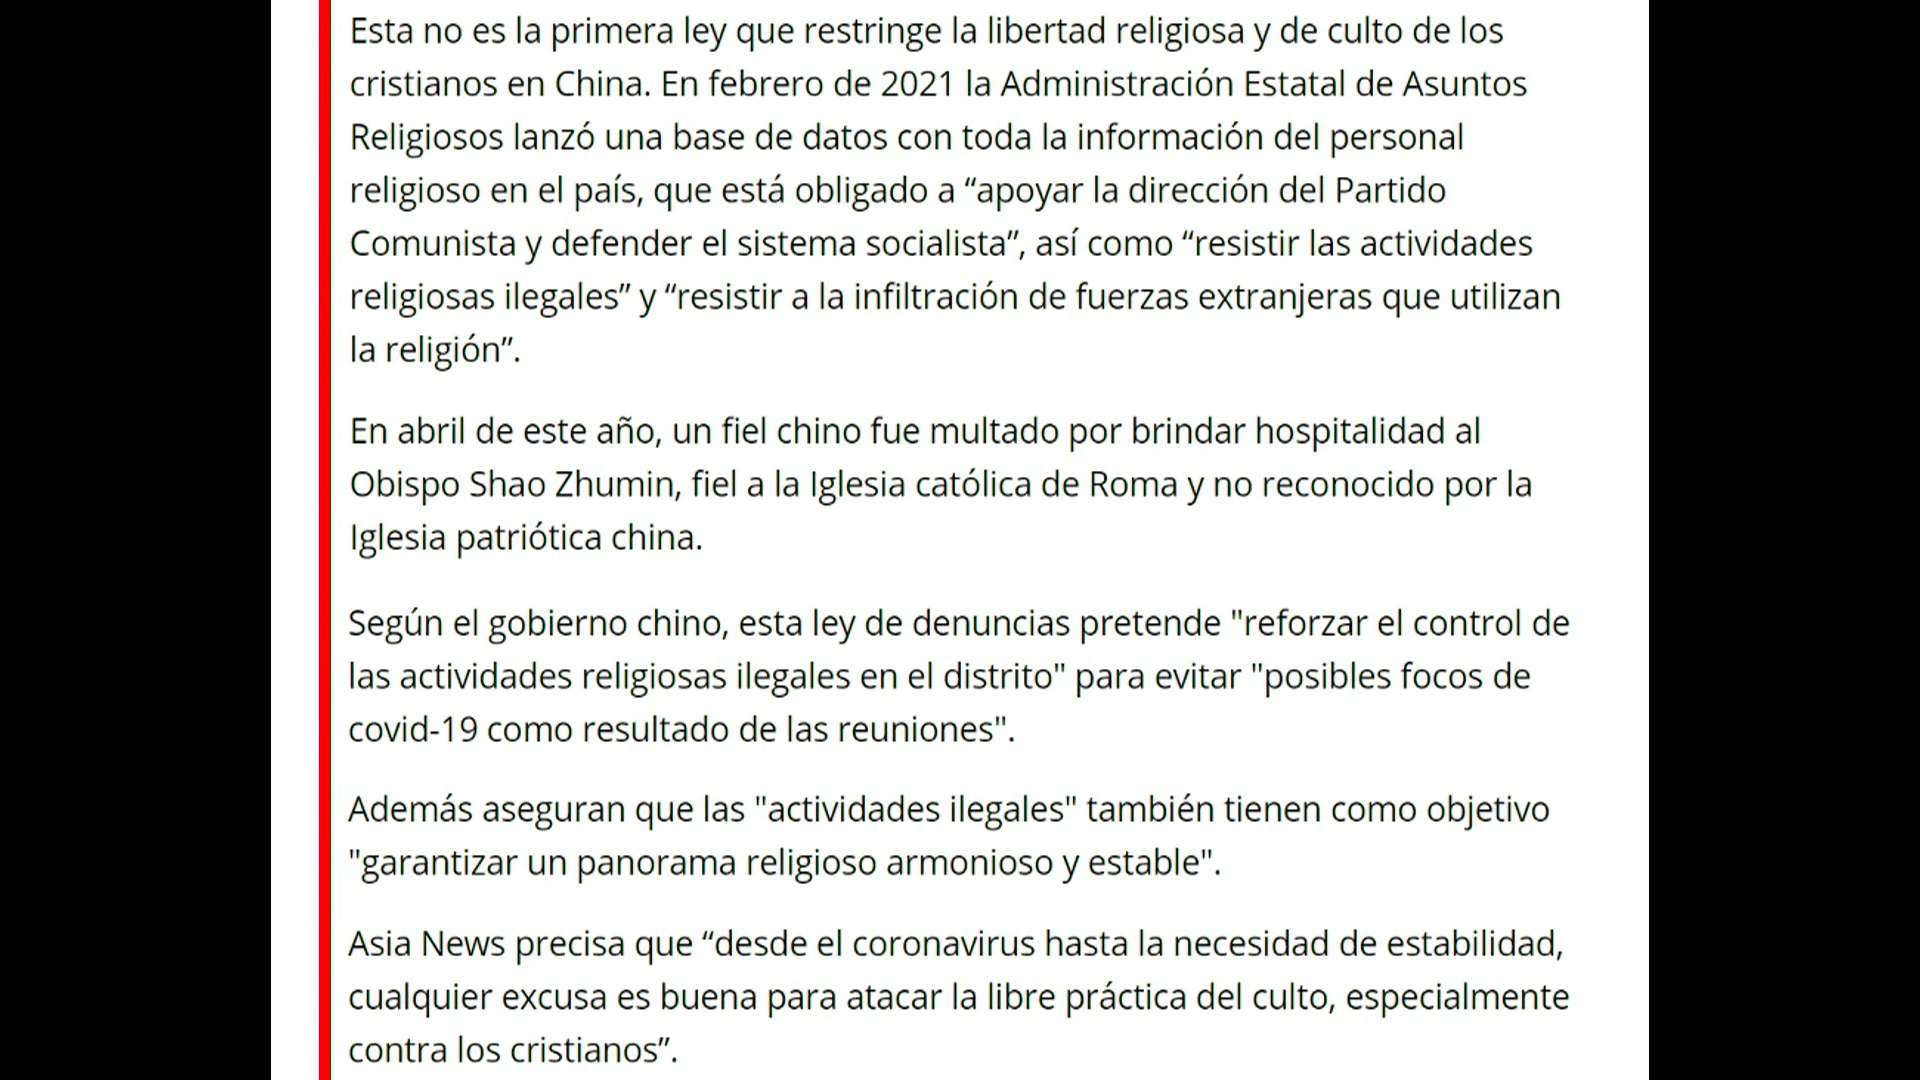 Esta no es la primera ley que restringe la libertad religiosa y de culto de los
cristianos en China. En febrero de 2021 la Administración Estatal de Asuntos
Religiosos lanzó una base de datos con toda la información del personal
religioso en el país, que está obligado a “apoyar la dirección del Partido
Comunista y defender el sistema socialista”, así como “resistir las actividades
religiosas ilegales” y “resistir a la infiltración de fuerzas extranjeras que utilizan
la religión”.
En abril de este año, un fiel chino fue multado por brindar hospitalidad al
Obispo Shao Zhumin, fiel a la Iglesia católica de Roma y no reconocido por la
Iglesia patriótica china.
Según el gobierno chino, esta ley de denuncias pretende "reforzar el control de
las actividades religiosas ilegales en el distrito" para evitar "posibles focos de
covid-19 como resultado de las reuniones".
Además aseguran que las "actividades ilegales" también tienen como objetivo
"garantizar un panorama religioso armonioso y estable".
Asia News precisa que “desde el coronavirus hasta la necesidad de estabilidad,
cualquier excusa es buena para atacar la libre práctica del culto, especialmente
contra los cristianos”.